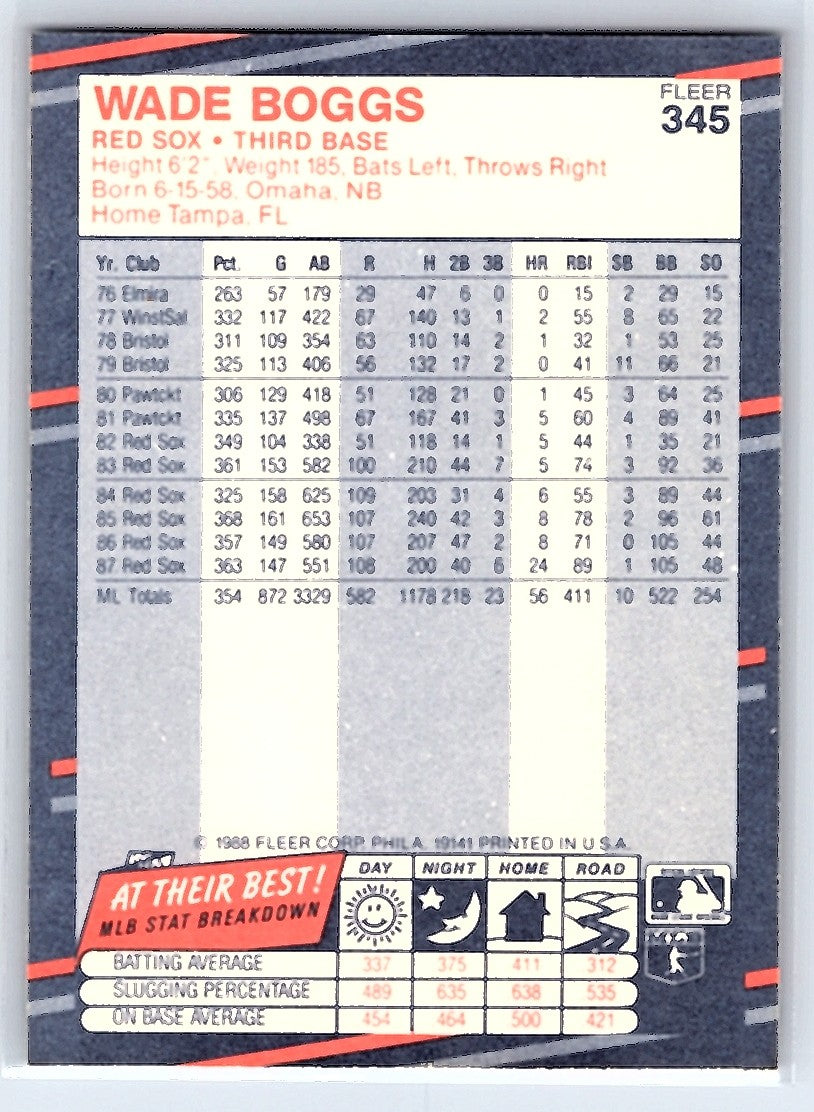 WADE BOGGS
FLEER
345
RED SOX • THIRD BASE
Height 6'2", Weight 185, Bats Left, Throws Right
Born 6-15-58, Omaha, NB
Home Tampa, FL
Yr. Club Pct. G AB R H 2B 3B HR RBI SB BB SO
76 Elmira 263 57 179 29 47 6 0 0 15 2 29 15
77 WinstSal 332 117 422 67 140 13 1 2 55 8 65 22
78 Bristol 311 109 354 63 110 14 2 1 32 1 53 25
79 Bristol 325 113 406 56 132 17 2 0 41 11 66 21
80 Pawtckt 306 129 418 51 128 21 0 1 45 3 64 25
81 Pawtckt 335 137 498 67 167 41 3 5 60 4 89 41
82 Red Sox 349 104 338 51 118 14 1 5 44 1 35 21
83 Red Sox 361 153 582 100 210 44 7 5 74 3 92 36
84 Red Sox 325 158 625 109 203 31 4 6 55 3 89 44
85 Red Sox 368 161 653 107 240 42 3 8 78 2 96 61
86 Red Sox 357 149 580 107 207 47 2 8 71 0 105 44
87 Red Sox 363 147 551 108 200 40 6 24 89 1 105 48
ML Totals 354 872 3329 582 1178 218 23 56 411 10 522 254
© 1988 FLEER CORP. PHILA. 19141 PRINTED IN U.S.A.
AT THEIR BEST!
MLB STAT BREAKDOWN
DAY NIGHT HOME ROAD
BATTING AVERAGE 337 375 411 312
SLUGGING PERCENTAGE 489 635 638 535
ON BASE AVERAGE 454 464 500 421